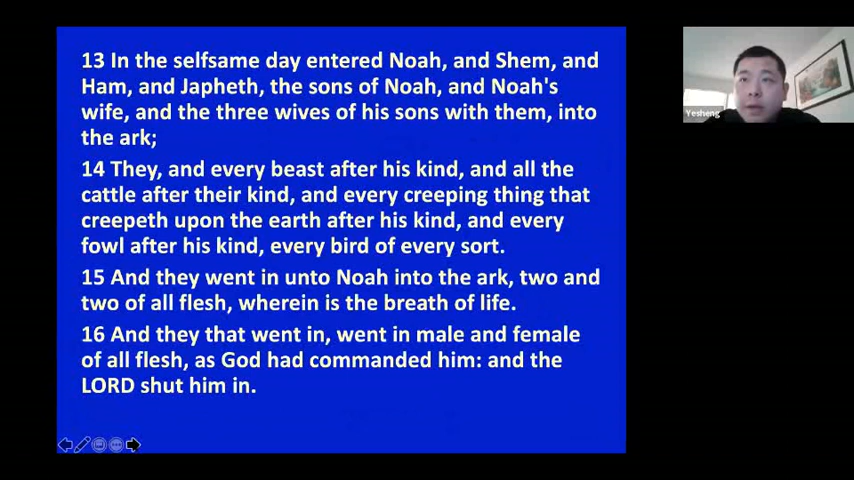 13 In the selfsame day entered Noah, and Shem, and
Ham, and Japheth, the sons of Noah, and Noah's
wife, and the three wives of his sons with them, into
the ark;
14 They, and every beast after his kind, and all the
cattle after their kind, and every creeping thing that
creepeth upon the earth after his kind, and every
fowl after his kind, every bird of every sort.
15 And they went in unto Noah into the ark, two and
two of all flesh, wherein is the breath of life.
16 And they that went in, went in male and female
of all flesh, as God had commanded him: and the
LORD shut him in.
Yesheng